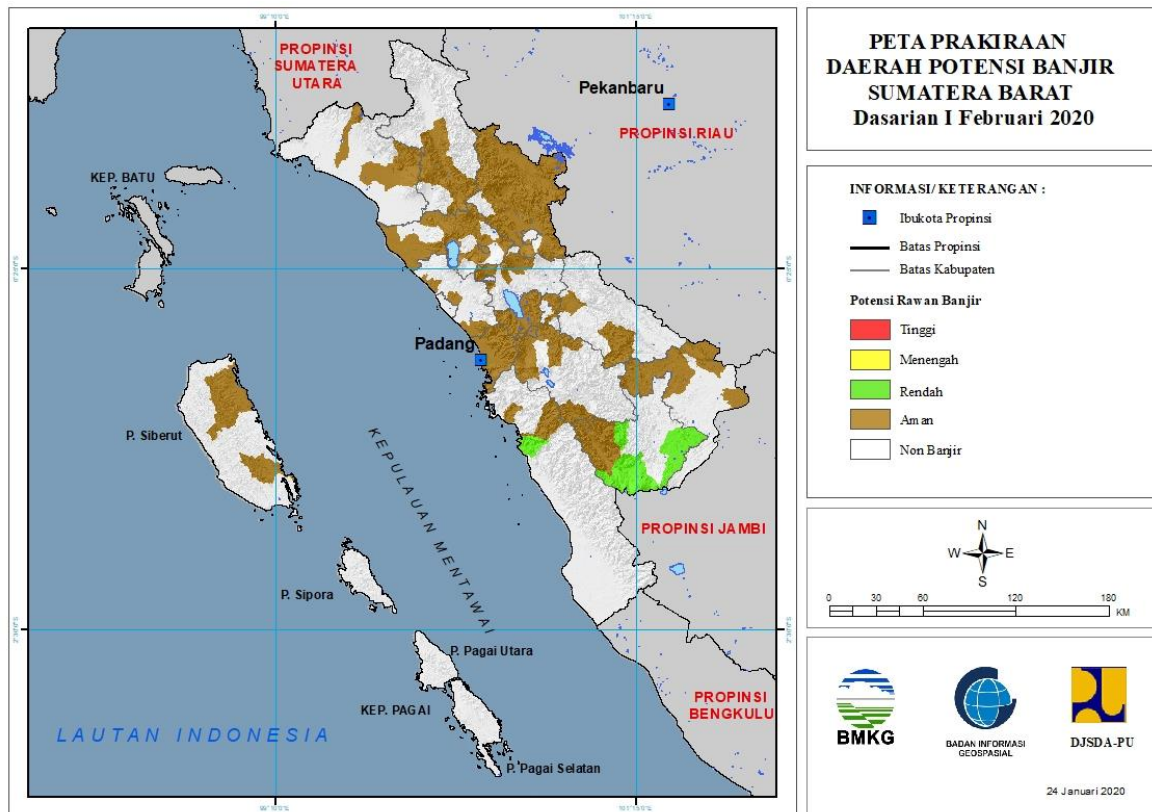 PETA PRAKIRAAN
DAERAH POTENSI BANJIR
SUMATERA BARAT
Dasarian I Februari 2020
PROPINSI
SUMATERA
UTARA
Pekanbaru
PROPINSI RIAU
KEP. BATU
Padang
P. Siberut
KEPULAUAN MENTAWAI
PROPINSI JAMBI
P. Sipora
P. Pagai Utara
KEP. PAGAI
PROPINSI
BENGKULU
LAUTAN INDONESIA
P. Pagai Selatan
INFORMASI/ KETERANGAN :
Ibukota Propinsi
Batas Propinsi
Batas Kabupaten
Potensi Rawan Banjir
Tinggi
Menengah
Rendah
Aman
Non Banjir
N
W
E
S
0 30 60 120 180
KM
BMKG
BADAN INFORMASI
GEOSPASIAL
DJSDA-PU
24 Januari 2020